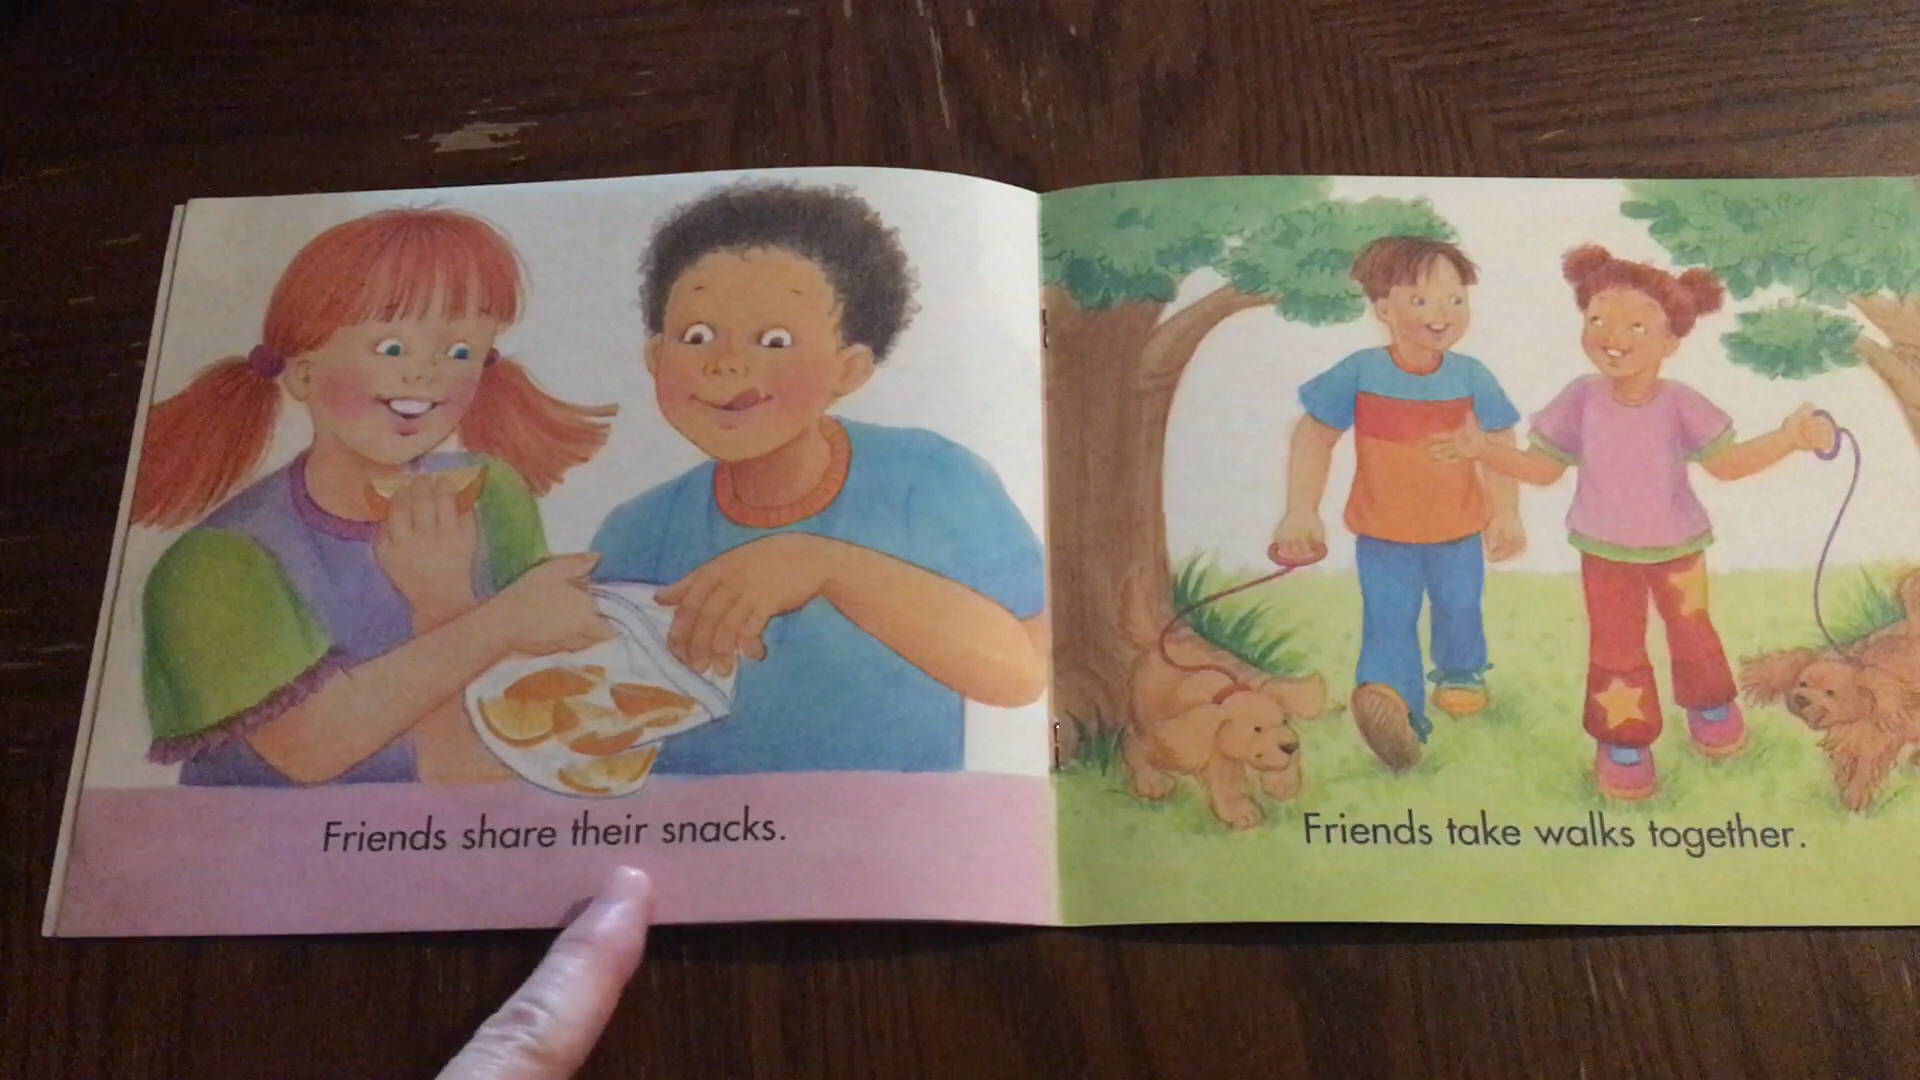 Friends share their snacks.
Friends take walks together.